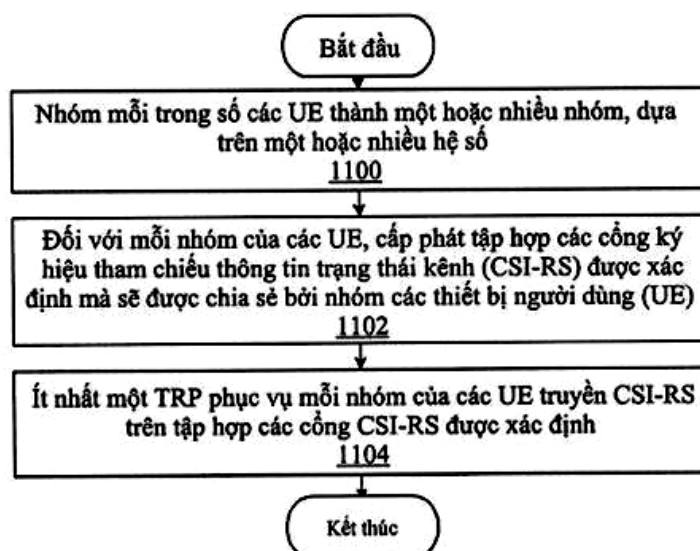 Bắt đầu
Nhóm mỗi trong số các UE thành một hoặc nhiều nhóm, dựa
trên một hoặc nhiều hệ số
1100
Đối với mỗi nhóm của các UE, cấp phát tập hợp các cổng ký
hiệu tham chiếu thông tin trạng thái kênh (CSI-RS) được xác
định mà sẽ được chia sẻ bởi nhóm các thiết bị người dùng (UE)
1102
Ít nhất một TRP phục vụ mỗi nhóm của các UE truyền CSI-RS
trên tập hợp các cổng CSI-RS được xác định
1104
Kết thúc